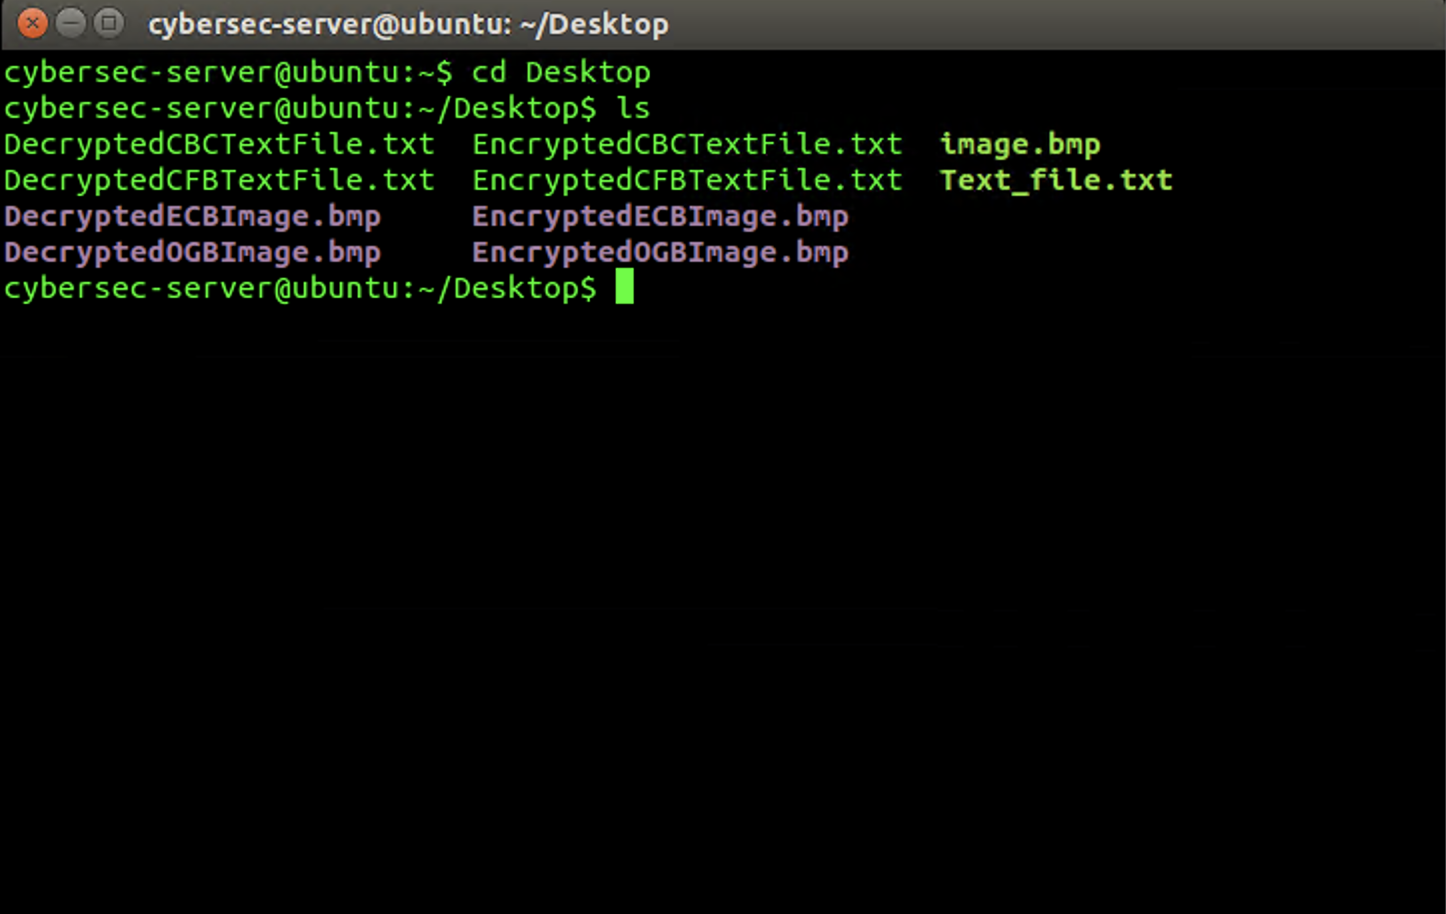 cybersec-server@ubuntu: ~/Desktop
cybersec-server@ubuntu:~$ cd Desktop
cybersec-server@ubuntu:~/Desktop$ ls
DecryptedCBCTextFile.txt  EncryptedCBCTextFile.txt  image.bmp
DecryptedCFBTextFile.txt  EncryptedCFBTextFile.txt  Text_file.txt
DecryptedECBImage.bmp     EncryptedECBImage.bmp
DecryptedOGBImage.bmp     EncryptedOGBImage.bmp
cybersec-server@ubuntu:~/Desktop$